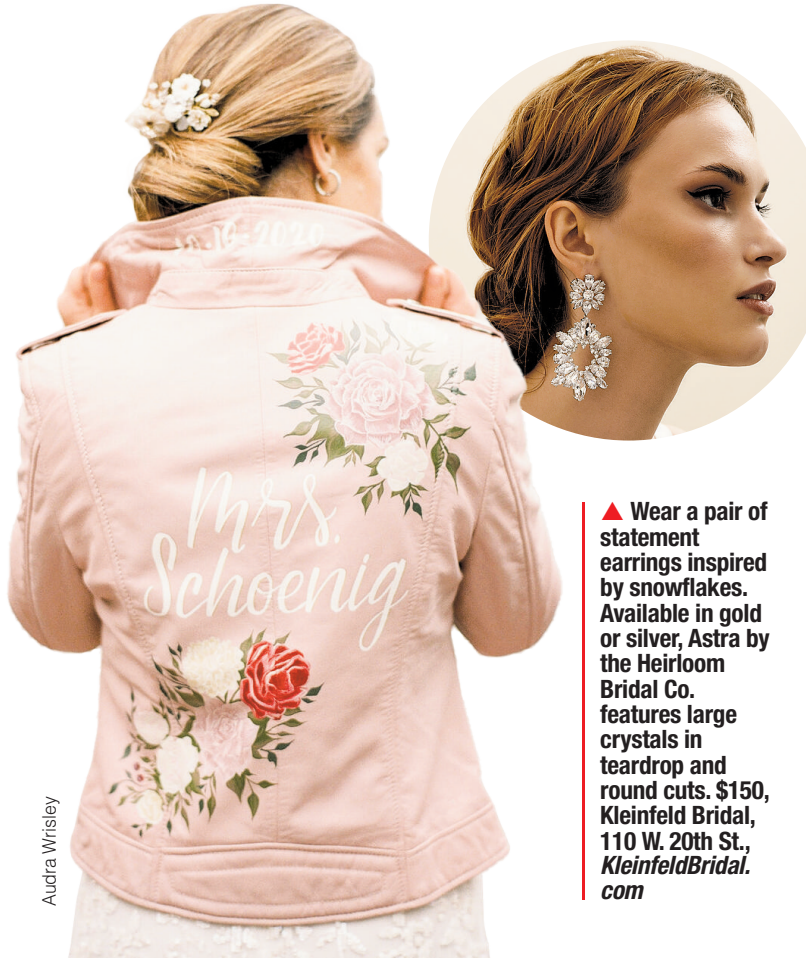 Mrs.
Schoenig
▲ Wear a pair of
statement
earrings inspired
by snowflakes.
Available in gold
or silver, Astra by
the Heirloom
Bridal Co.
features large
crystals in
teardrop and
round cuts. $150,
Kleinfeld Bridal,
110 W. 20th St.,
KleinfeldBridal.
com
Audra Wrisley